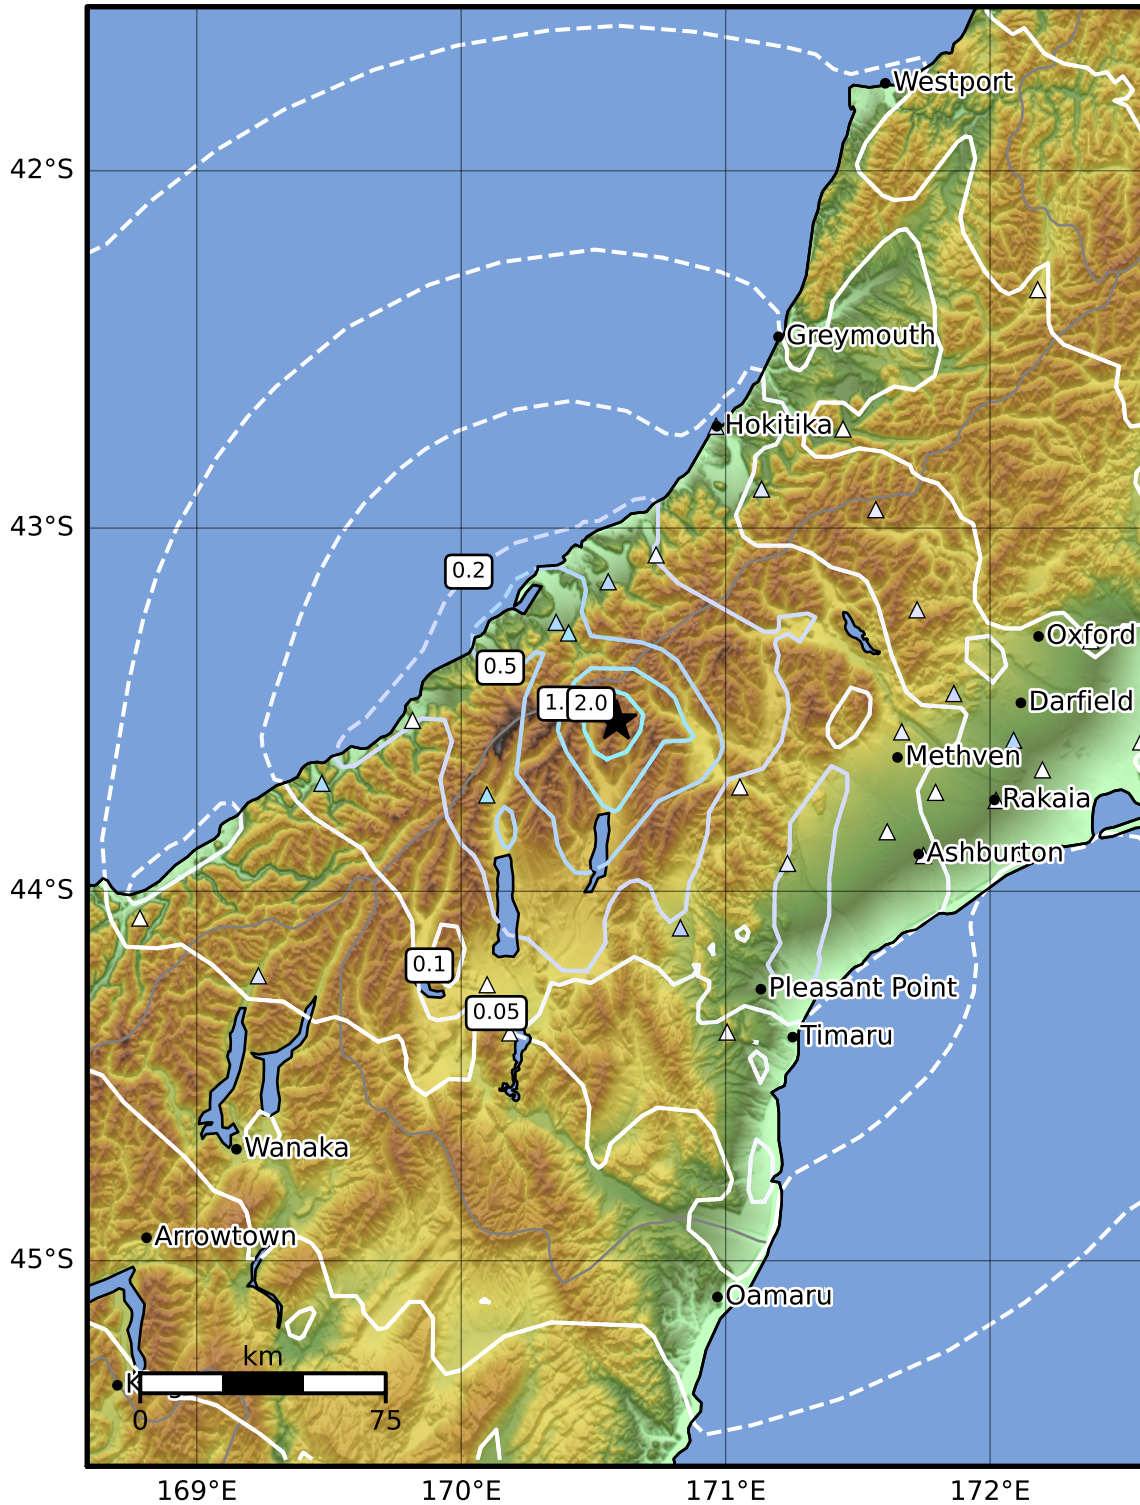 Westport
42°S
Greymouth
Hokitika
43°S
0.2
Oxford
0.5
1.
2.0
Darfield
Methven
Rakaia
Ashburton
44°S
0.1
Pleasant Point
0.05
Timaru
Wanaka
Arrowtown
45°S
Oamaru
km
0
75
169°E
170°E
171°E
172°E